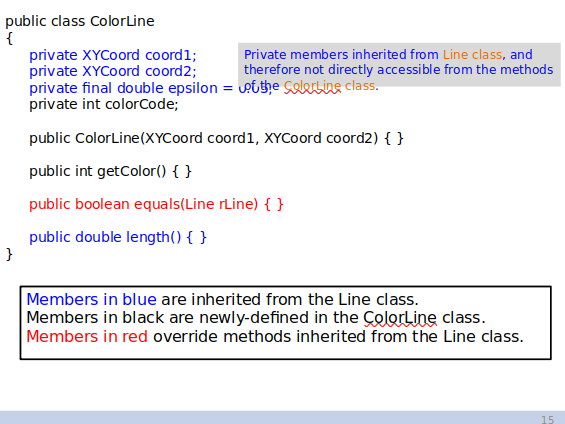 public class ColorLine
{
private XYCoord coord1;
private XYCoord coord2;
private final double epsilon = 0.05;
private int colorCode;
Private members inherited from Line class, and
therefore not directly accessible from the methods
of the ColorLine class.
public ColorLine(XYCoord coord1, XYCoord coord2) { }
public int getColor() { }
public boolean equals(Line rLine) { }
public double length() { }
}
Members in blue are inherited from the Line class.
Members in black are newly-defined in the ColorLine class.
Members in red override methods inherited from the Line class.
15